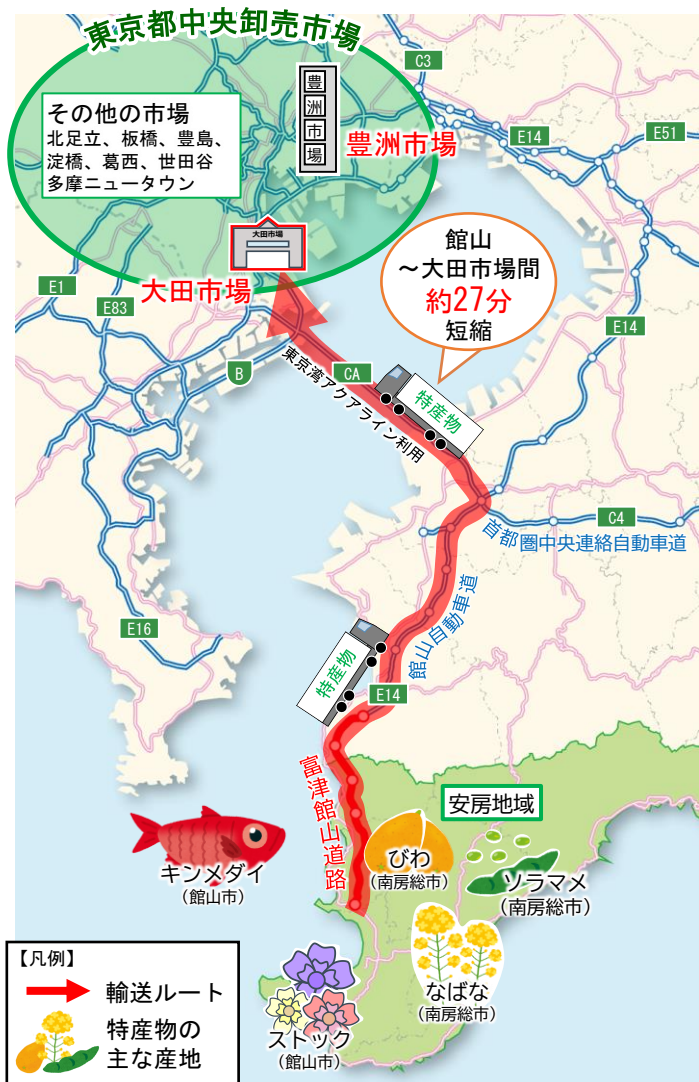 東京都中央卸売市場
C3
その他の市場
北足立、板橋、豊島、
淀橋、葛西、世田谷
多摩ニュータウン
豊洲市場
豊洲市場
E14
E51
大田市場
大田市場
館山
～大田市場間
約27分
短縮
E1
E83
B
E14
CA
東京湾アクアライン利用
特産物
C4
首都圏中央連絡自動車道
館山自動車道
E16
特産物
E14
富津館山道路
安房地域
キンメダイ
(館山市)
びわ
(南房総市)
ソラマメ
(南房総市)
なばな
(南房総市)
ストック
(館山市)
【凡例】
輸送ルート
特産物の
主な産地